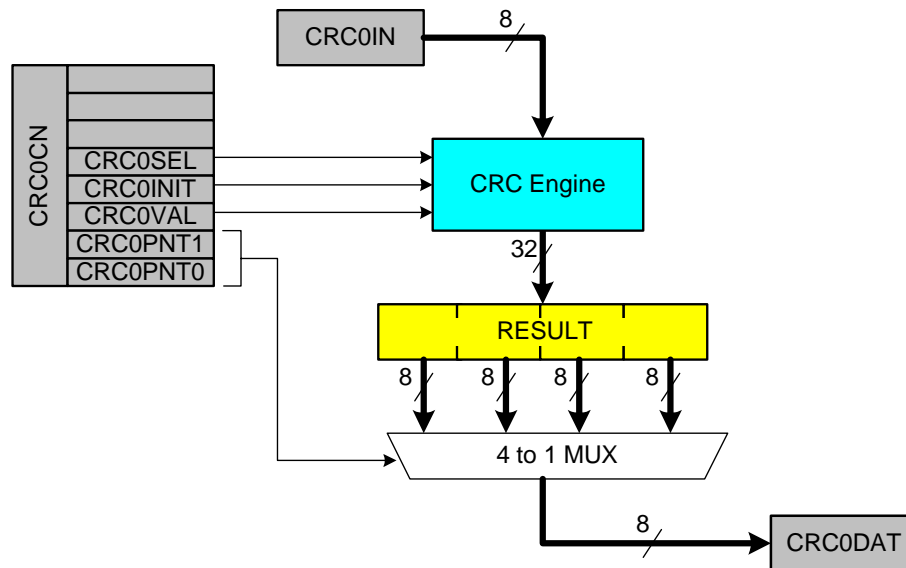 CRC0IN
8
CRC0CN
CRC0SEL
CRC0INIT
CRC0VAL
CRC0PNT1
CRC0PNT0
CRC Engine
32
RESULT
8
8
8
8
4 to 1 MUX
8
CRC0DAT